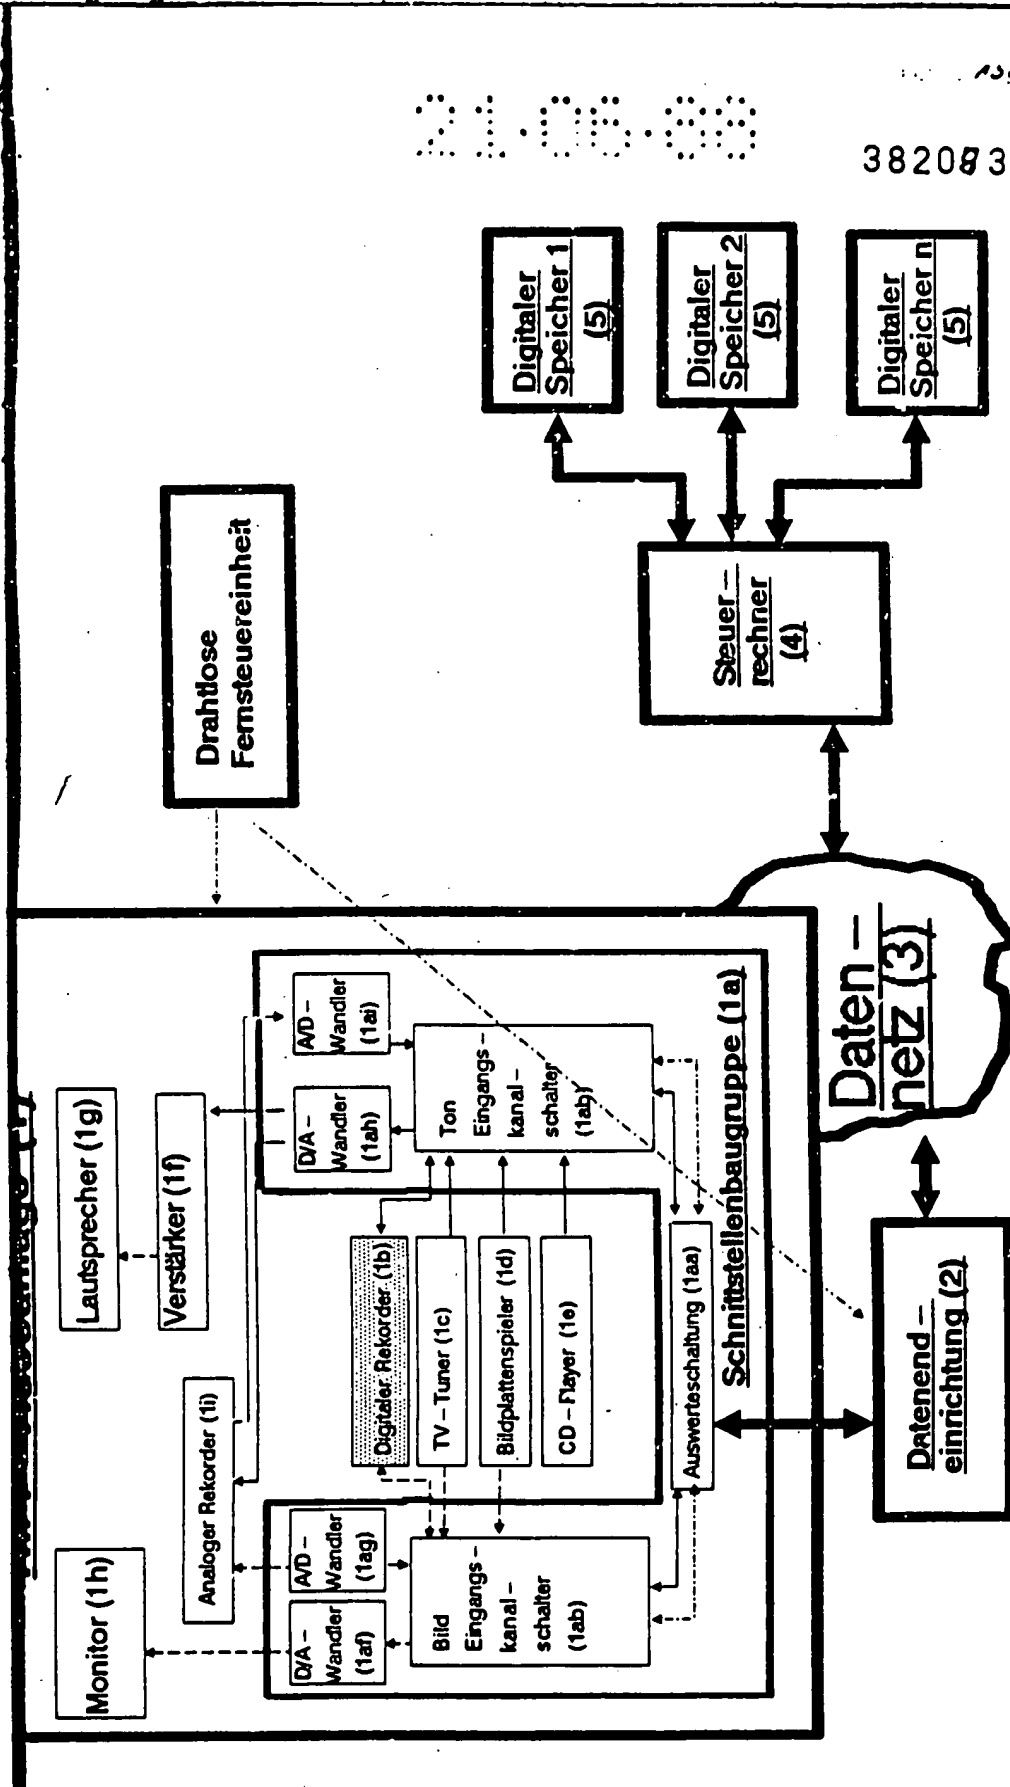 21·06·88
382083
Digitaler
Speicher 1
(5)
Digitaler
Speicher 2
(5)
Digitaler
Speicher n
(5)
Drahtlose
Fernsteuereinheit
Steuer–
rechner
(4)
Daten–
netz (3)
Datenend–
einrichtung (2)
Lautsprecher (1g)
Verstärker (1f)
Monitor (1h)
Analoger Rekorder (1i)
A/D–
Wandler
(1ai)
D/A–
Wandler
(1ah)
Ton
Eingangs–
kanal–
schalter
(1ab)
Digitaler Rekorder (1b)
TV–Tuner (1c)
Bildplattenspieler (1d)
CD–Player (1e)
Auswerteschaltung (1aa)
Schnittstellenbaugruppe (1a)
A/D–
Wandler
(1ag)
D/A–
Wandler
(1af)
Bild
Eingangs–
kanal–
schalter
(1ab)